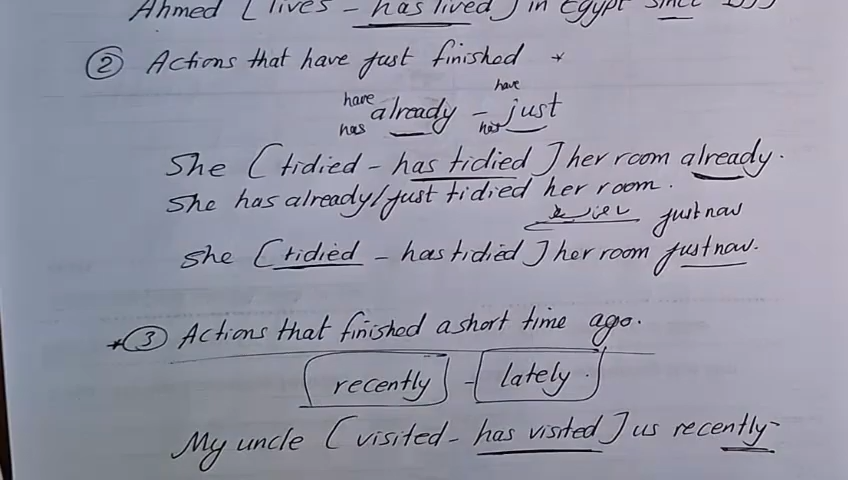 Ahmed [lives - has lived] in Egypt since
② Actions that have just finished *
have have
has already - has just
She [tidied - has tidied] her room already.
She has already/just tidied her room.
just now
She [tidied - has tidied] her room just now.
*③ Actions that finished a short time ago.
recently - lately.
My uncle [visited - has visited] us recently-